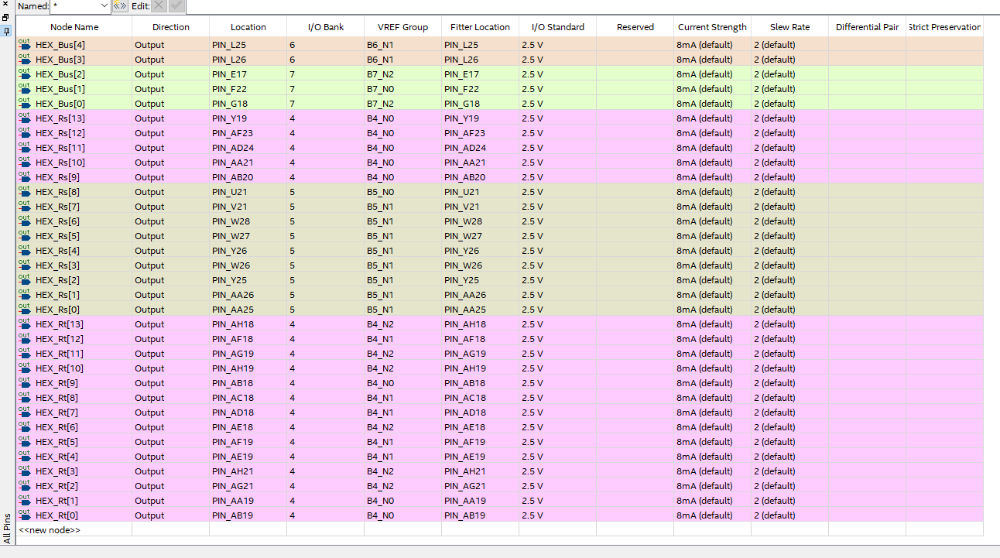 Named: * «» Edit:
Node Name Direction Location I/O Bank VREF Group Fitter Location I/O Standard Reserved Current Strength Slew Rate Differential Pair Strict Preservation
out HEX_Bus[4] Output PIN_L25 6 B6_N1 PIN_L25 2.5 V 8mA (default) 2 (default)
out HEX_Bus[3] Output PIN_L26 6 B6_N1 PIN_L26 2.5 V 8mA (default) 2 (default)
out HEX_Bus[2] Output PIN_E17 7 B7_N2 PIN_E17 2.5 V 8mA (default) 2 (default)
out HEX_Bus[1] Output PIN_F22 7 B7_N0 PIN_F22 2.5 V 8mA (default) 2 (default)
out HEX_Bus[0] Output PIN_G18 7 B7_N2 PIN_G18 2.5 V 8mA (default) 2 (default)
out HEX_Rs[13] Output PIN_Y19 4 B4_N0 PIN_Y19 2.5 V 8mA (default) 2 (default)
out HEX_Rs[12] Output PIN_AF23 4 B4_N0 PIN_AF23 2.5 V 8mA (default) 2 (default)
out HEX_Rs[11] Output PIN_AD24 4 B4_N0 PIN_AD24 2.5 V 8mA (default) 2 (default)
out HEX_Rs[10] Output PIN_AA21 4 B4_N0 PIN_AA21 2.5 V 8mA (default) 2 (default)
out HEX_Rs[9] Output PIN_AB20 4 B4_N0 PIN_AB20 2.5 V 8mA (default) 2 (default)
out HEX_Rs[8] Output PIN_U21 5 B5_N0 PIN_U21 2.5 V 8mA (default) 2 (default)
out HEX_Rs[7] Output PIN_V21 5 B5_N1 PIN_V21 2.5 V 8mA (default) 2 (default)
out HEX_Rs[6] Output PIN_W28 5 B5_N1 PIN_W28 2.5 V 8mA (default) 2 (default)
out HEX_Rs[5] Output PIN_W27 5 B5_N1 PIN_W27 2.5 V 8mA (default) 2 (default)
out HEX_Rs[4] Output PIN_Y26 5 B5_N1 PIN_Y26 2.5 V 8mA (default) 2 (default)
out HEX_Rs[3] Output PIN_W26 5 B5_N1 PIN_W26 2.5 V 8mA (default) 2 (default)
out HEX_Rs[2] Output PIN_Y25 5 B5_N1 PIN_Y25 2.5 V 8mA (default) 2 (default)
out HEX_Rs[1] Output PIN_AA26 5 B5_N1 PIN_AA26 2.5 V 8mA (default) 2 (default)
out HEX_Rs[0] Output PIN_AA25 5 B5_N1 PIN_AA25 2.5 V 8mA (default) 2 (default)
out HEX_Rt[13] Output PIN_AH18 4 B4_N2 PIN_AH18 2.5 V 8mA (default) 2 (default)
out HEX_Rt[12] Output PIN_AF18 4 B4_N1 PIN_AF18 2.5 V 8mA (default) 2 (default)
out HEX_Rt[11] Output PIN_AG19 4 B4_N2 PIN_AG19 2.5 V 8mA (default) 2 (default)
out HEX_Rt[10] Output PIN_AH19 4 B4_N2 PIN_AH19 2.5 V 8mA (default) 2 (default)
out HEX_Rt[9] Output PIN_AB18 4 B4_N0 PIN_AB18 2.5 V 8mA (default) 2 (default)
out HEX_Rt[8] Output PIN_AC18 4 B4_N1 PIN_AC18 2.5 V 8mA (default) 2 (default)
out HEX_Rt[7] Output PIN_AD18 4 B4_N1 PIN_AD18 2.5 V 8mA (default) 2 (default)
out HEX_Rt[6] Output PIN_AE18 4 B4_N2 PIN_AE18 2.5 V 8mA (default) 2 (default)
out HEX_Rt[5] Output PIN_AF19 4 B4_N1 PIN_AF19 2.5 V 8mA (default) 2 (default)
out HEX_Rt[4] Output PIN_AE19 4 B4_N1 PIN_AE19 2.5 V 8mA (default) 2 (default)
out HEX_Rt[3] Output PIN_AH21 4 B4_N2 PIN_AH21 2.5 V 8mA (default) 2 (default)
out HEX_Rt[2] Output PIN_AG21 4 B4_N2 PIN_AG21 2.5 V 8mA (default) 2 (default)
out HEX_Rt[1] Output PIN_AA19 4 B4_N0 PIN_AA19 2.5 V 8mA (default) 2 (default)
out HEX_Rt[0] Output PIN_AB19 4 B4_N0 PIN_AB19 2.5 V 8mA (default) 2 (default)
<<new node>>
All Pins